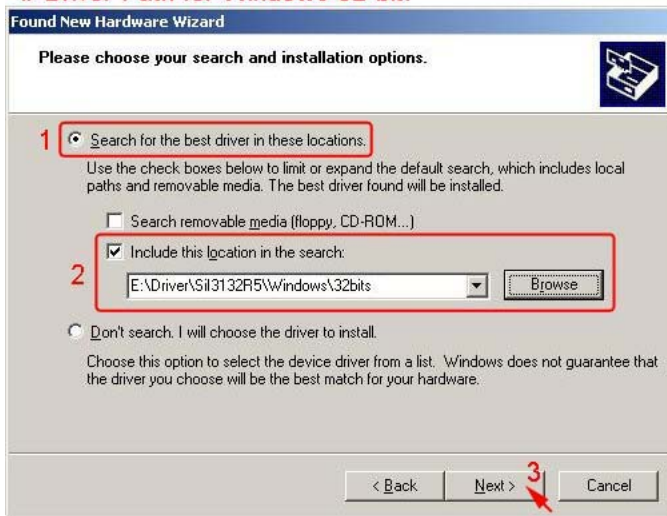 Found New Hardware Wizard
Please choose your search and installation options.
1
Search for the best driver in these locations.
Use the check boxes below to limit or expand the default search, which includes local
paths and removable media. The best driver found will be installed.
Search removable media (floppy, CD-ROM...)
2
Include this location in the search:
E:\Driver\SiI3132R5\Windows\32bits
Browse
Don't search. I will choose the driver to install.
Choose this option to select the device driver from a list. Windows does not guarantee that
the driver you choose will be the best match for your hardware.
< Back
Next >
3
Cancel